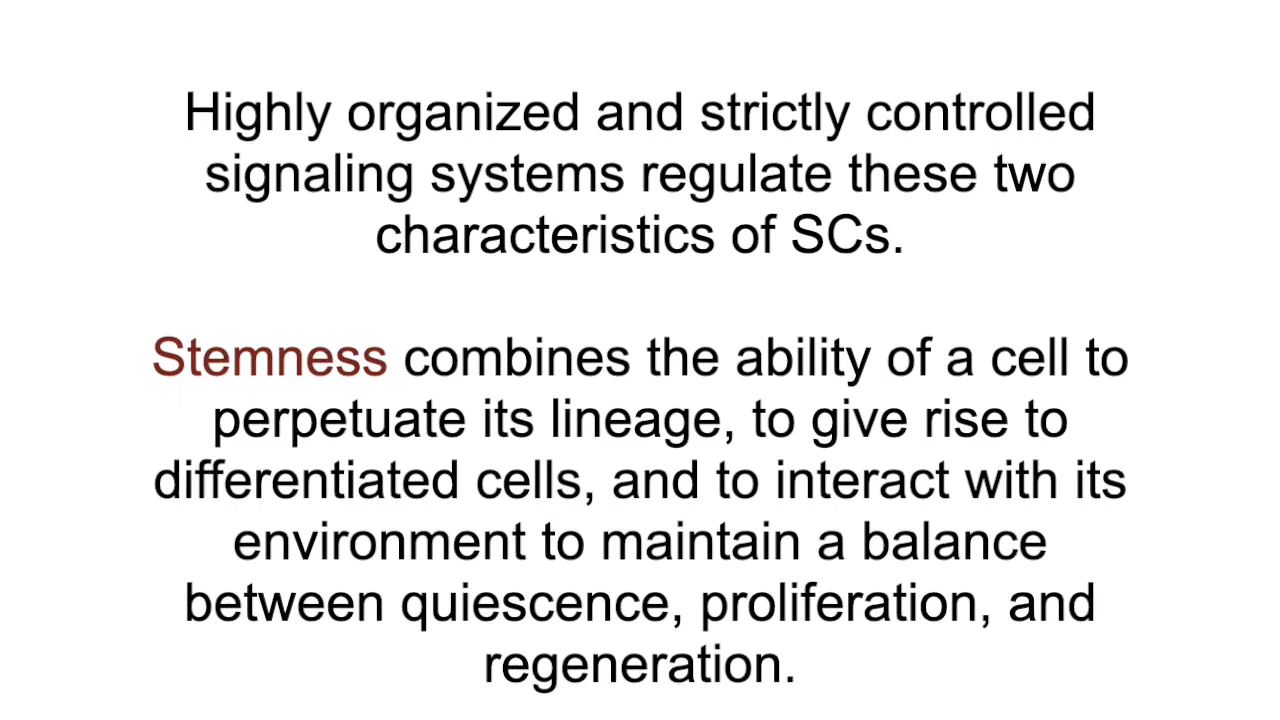 Highly organized and strictly controlled
signaling systems regulate these two
characteristics of SCs.
Stemness combines the ability of a cell to
perpetuate its lineage, to give rise to
differentiated cells, and to interact with its
environment to maintain a balance
between quiescence, proliferation, and
regeneration.